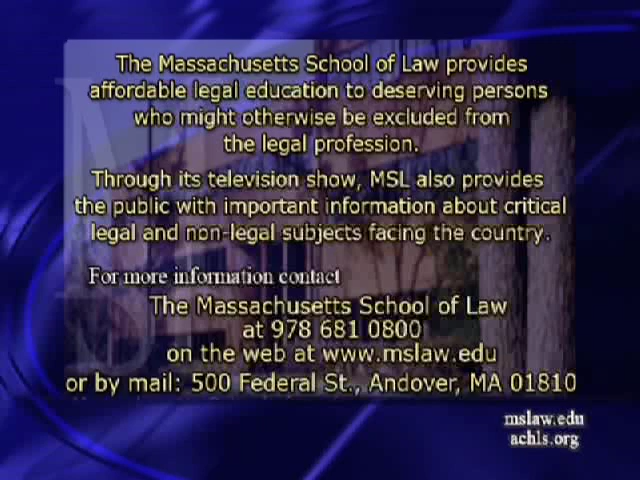 The Massachusetts School of Law provides
affordable legal education to deserving persons
who might otherwise be excluded from
the legal profession.
Through its television show, MSL also provides
the public with important information about critical
legal and non-legal subjects facing the country.
For more information contact
The Massachusetts School of Law
at 978 681 0800
on the web at www.mslaw.edu
or by mail: 500 Federal St., Andover, MA 01810
mslaw.edu
achls.org